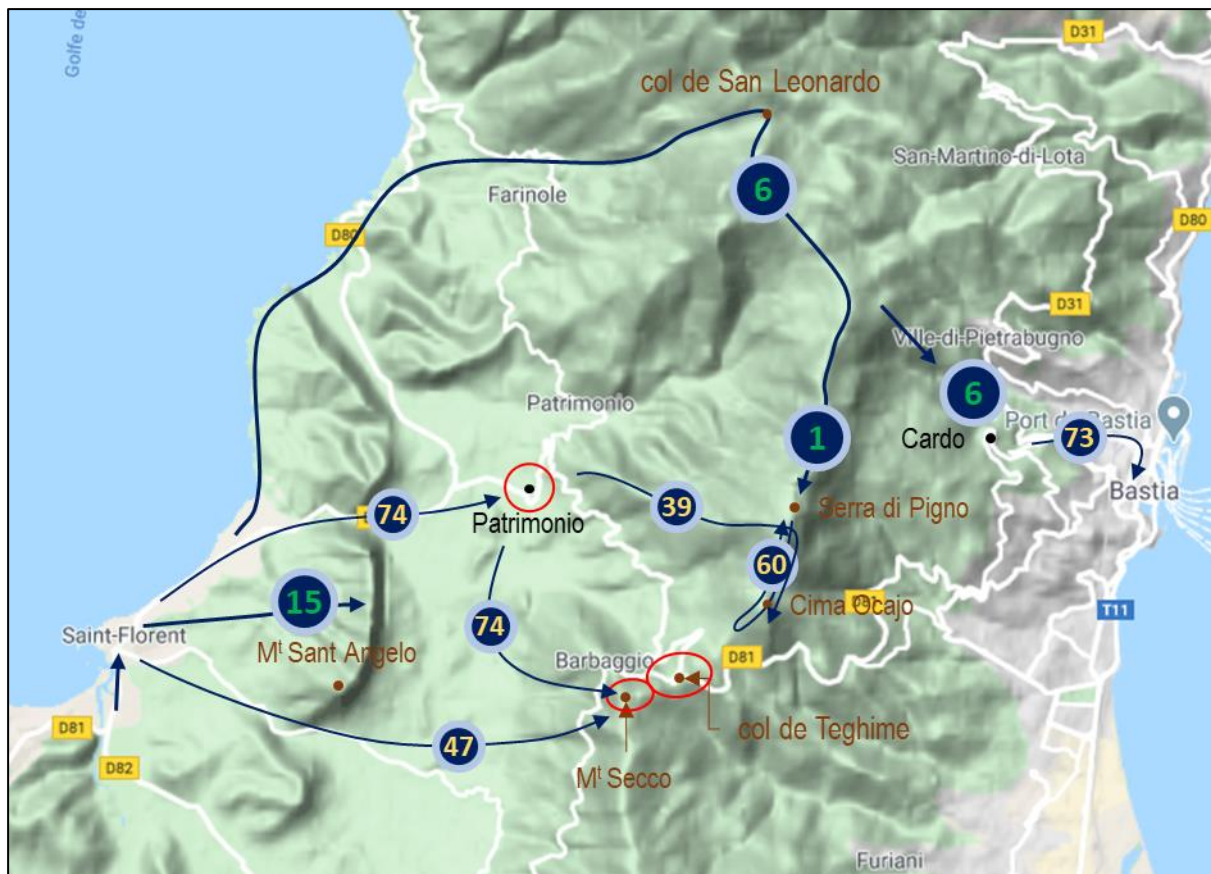 Golfe de
D31
col de San Leonardo
San-Martino-di-Lota
6
Farinole
D80
D80
D31
Ville-di-Pietrabugno
6
Patrimonio
1
Port de Bastia
Cardo
73
Bastia
39
Serra di Pigno
74
Patrimonio
60
15
Cima Ocajo
D81
T11
Saint-Florent
74
Mt Sant Angelo
Barbaggio
D81
D81
col de Teghime
47
D82
Mt Secco
Furiani